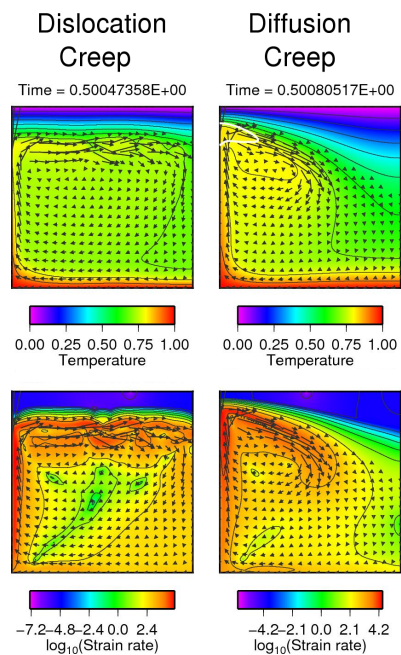 Dislocation Creep
Diffusion Creep
Time = 0.50047358E+00
Time = 0.50080517E+00
0.00 0.25 0.50 0.75 1.00
Temperature
0.00 0.25 0.50 0.75 1.00
Temperature
−7.2−4.8−2.4 0.0 2.4
log10(Strain rate)
−4.2−2.1 0.0 2.1 4.2
log10(Strain rate)